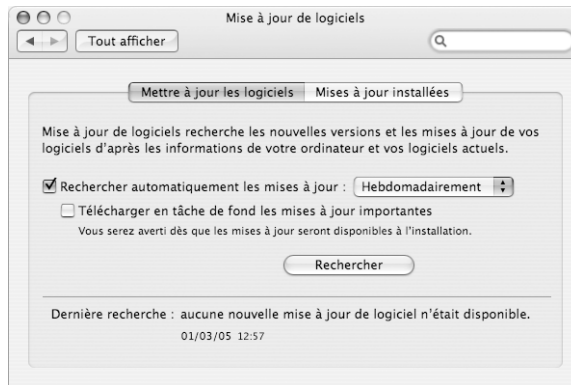 Mise à jour de logiciels
Tout afficher
Mettre à jour les logiciels Mises à jour installées
Mise à jour de logiciels recherche les nouvelles versions et les mises à jour de vos
logiciels d'après les informations de votre ordinateur et vos logiciels actuels.
Rechercher automatiquement les mises à jour : Hebdomadairement
Télécharger en tâche de fond les mises à jour importantes
Vous serez averti dès que les mises à jour seront disponibles à l'installation.
Rechercher
Dernière recherche : aucune nouvelle mise à jour de logiciel n'était disponible.
01/03/05 12:57